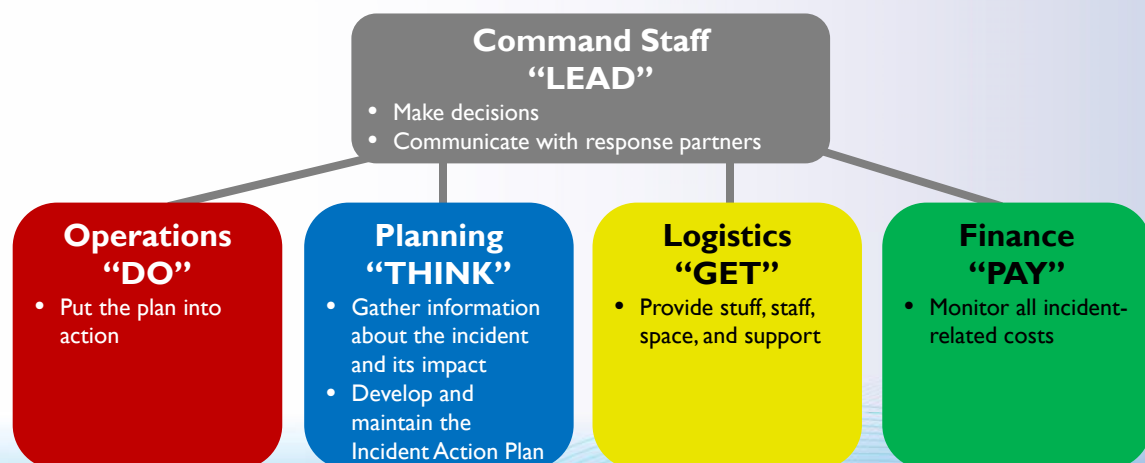 Command Staff
“LEAD”
• Make decisions
• Communicate with response partners
Operations
“DO”
• Put the plan into
action
Planning
“THINK”
• Gather information
about the incident
and its impact
• Develop and
maintain the
Incident Action Plan
Logistics
“GET”
• Provide stuff, staff,
space, and support
Finance
“PAY”
• Monitor all incident-
related costs